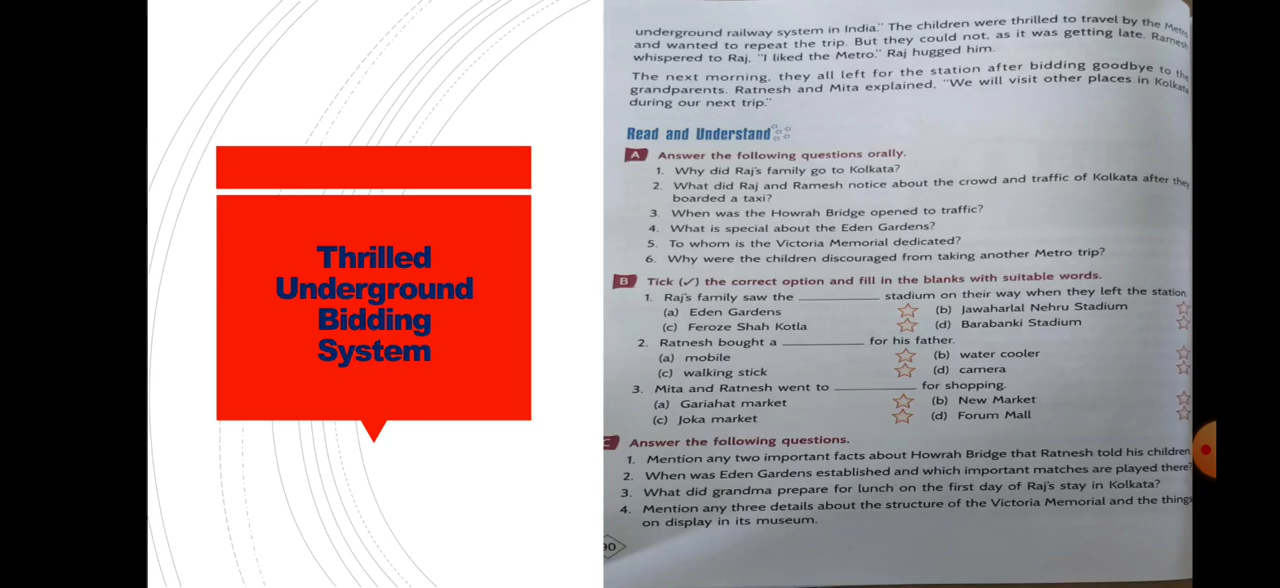 Thrilled
Underground
Bidding
System
underground railway system in India.” The children were thrilled to travel by the Metro
and wanted to repeat the trip. But they could not, as it was getting late. Ramesh
whispered to Raj, “I liked the Metro.” Raj hugged him.
The next morning, they all left for the station after bidding goodbye to the
grandparents. Ratnesh and Mita explained, “We will visit other places in Kolkata
during our next trip.”
Read and Understand
A Answer the following questions orally.
1. Why did Raj’s family go to Kolkata?
2. What did Raj and Ramesh notice about the crowd and traffic of Kolkata after they
boarded a taxi?
3. When was the Howrah Bridge opened to traffic?
4. What is special about the Eden Gardens?
5. To whom is the Victoria Memorial dedicated?
6. Why were the children discouraged from taking another Metro trip?
B Tick (✓) the correct option and fill in the blanks with suitable words.
1. Raj’s family saw the __________ stadium on their way when they left the station
(a) Eden Gardens (b) Jawaharlal Nehru Stadium
(c) Feroze Shah Kotla (d) Barabanki Stadium
2. Ratnesh bought a __________ for his father.
(a) mobile (b) water cooler
(c) walking stick (d) camera
3. Mita and Ratnesh went to __________ for shopping.
(a) Gariahat market (b) New Market
(c) Joka market (d) Forum Mall
C Answer the following questions.
1. Mention any two important facts about Howrah Bridge that Ratnesh told his children
2. When was Eden Gardens established and which important matches are played there?
3. What did grandma prepare for lunch on the first day of Raj’s stay in Kolkata?
4. Mention any three details about the structure of the Victoria Memorial and the things
on display in its museum.
90